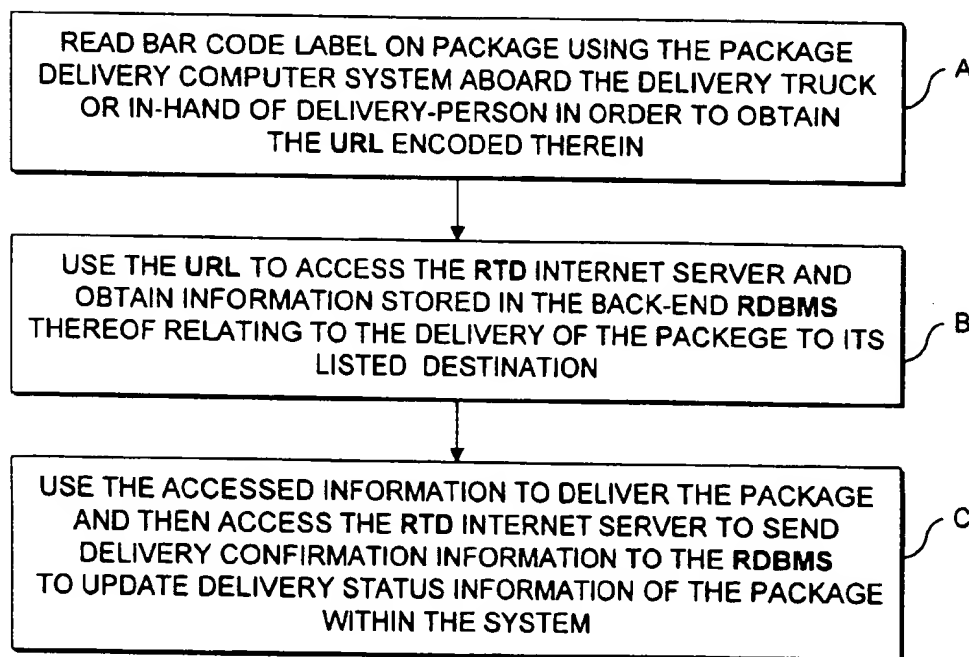 READ BAR CODE LABEL ON PACKAGE USING THE PACKAGE
DELIVERY COMPUTER SYSTEM ABOARD THE DELIVERY TRUCK
OR IN-HAND OF DELIVERY-PERSON IN ORDER TO OBTAIN
THE URL ENCODED THEREIN
A
USE THE URL TO ACCESS THE RTD INTERNET SERVER AND
OBTAIN INFORMATION STORED IN THE BACK-END RDBMS
THEREOF RELATING TO THE DELIVERY OF THE PACKEGE TO ITS
LISTED DESTINATION
B
USE THE ACCESSED INFORMATION TO DELIVER THE PACKAGE
AND THEN ACCESS THE RTD INTERNET SERVER TO SEND
DELIVERY CONFIRMATION INFORMATION TO THE RDBMS
TO UPDATE DELIVERY STATUS INFORMATION OF THE PACKAGE
WITHIN THE SYSTEM
C